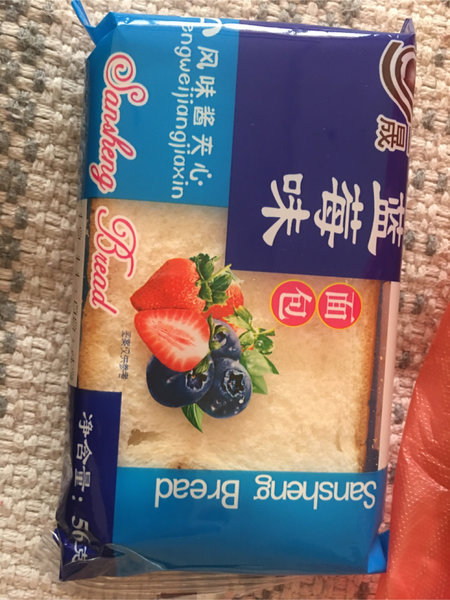 晟
蓝莓味
面包
风味酱夹心
angweijiangjiaxin
Sansheng Bread
Sansheng Bread
净含量：56克